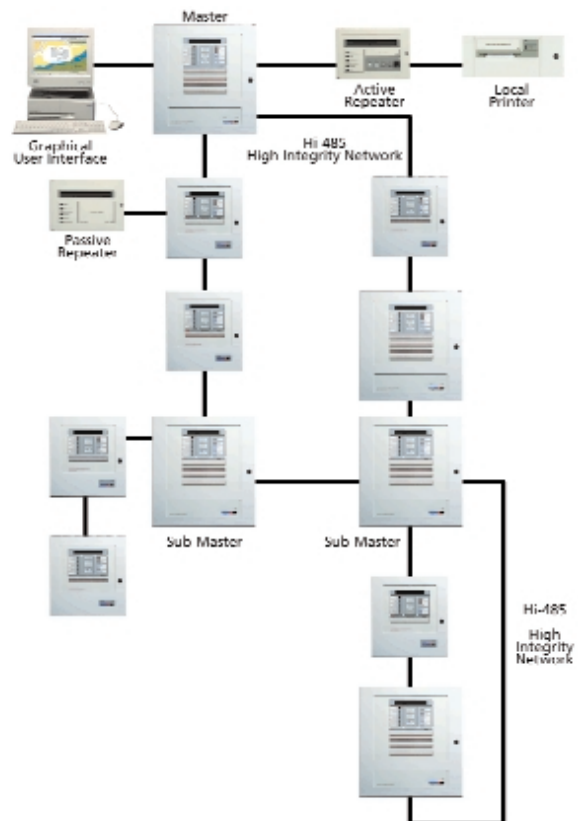 Master
Graphical
User Interface
Active
Repeater
Local
Printer
Hi-485
High Integrity Network
Passive
Repeater
Sub Master
Sub Master
Hi-485
High
Integrity
Network